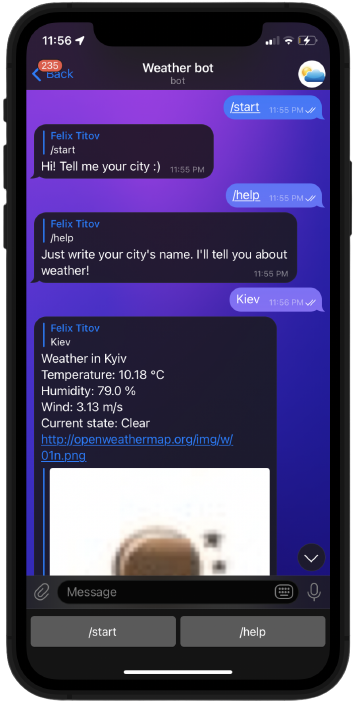 11:56
235
Back
Weather bot
bot
/start 11:55 PM
Felix Titov
/start
Hi! Tell me your city :) 11:55 PM
/help 11:55 PM
Felix Titov
/help
Just write your city's name. I'll tell you about
weather!
11:55 PM
Kiev 11:56 PM
Felix Titov
Kiev
Weather in Kyiv
Temperature: 10.18 °C
Humidity: 79.0 %
Wind: 3.13 m/s
Current state: Clear
http://openweathermap.org/img/w/
01n.png
Message
/start /help